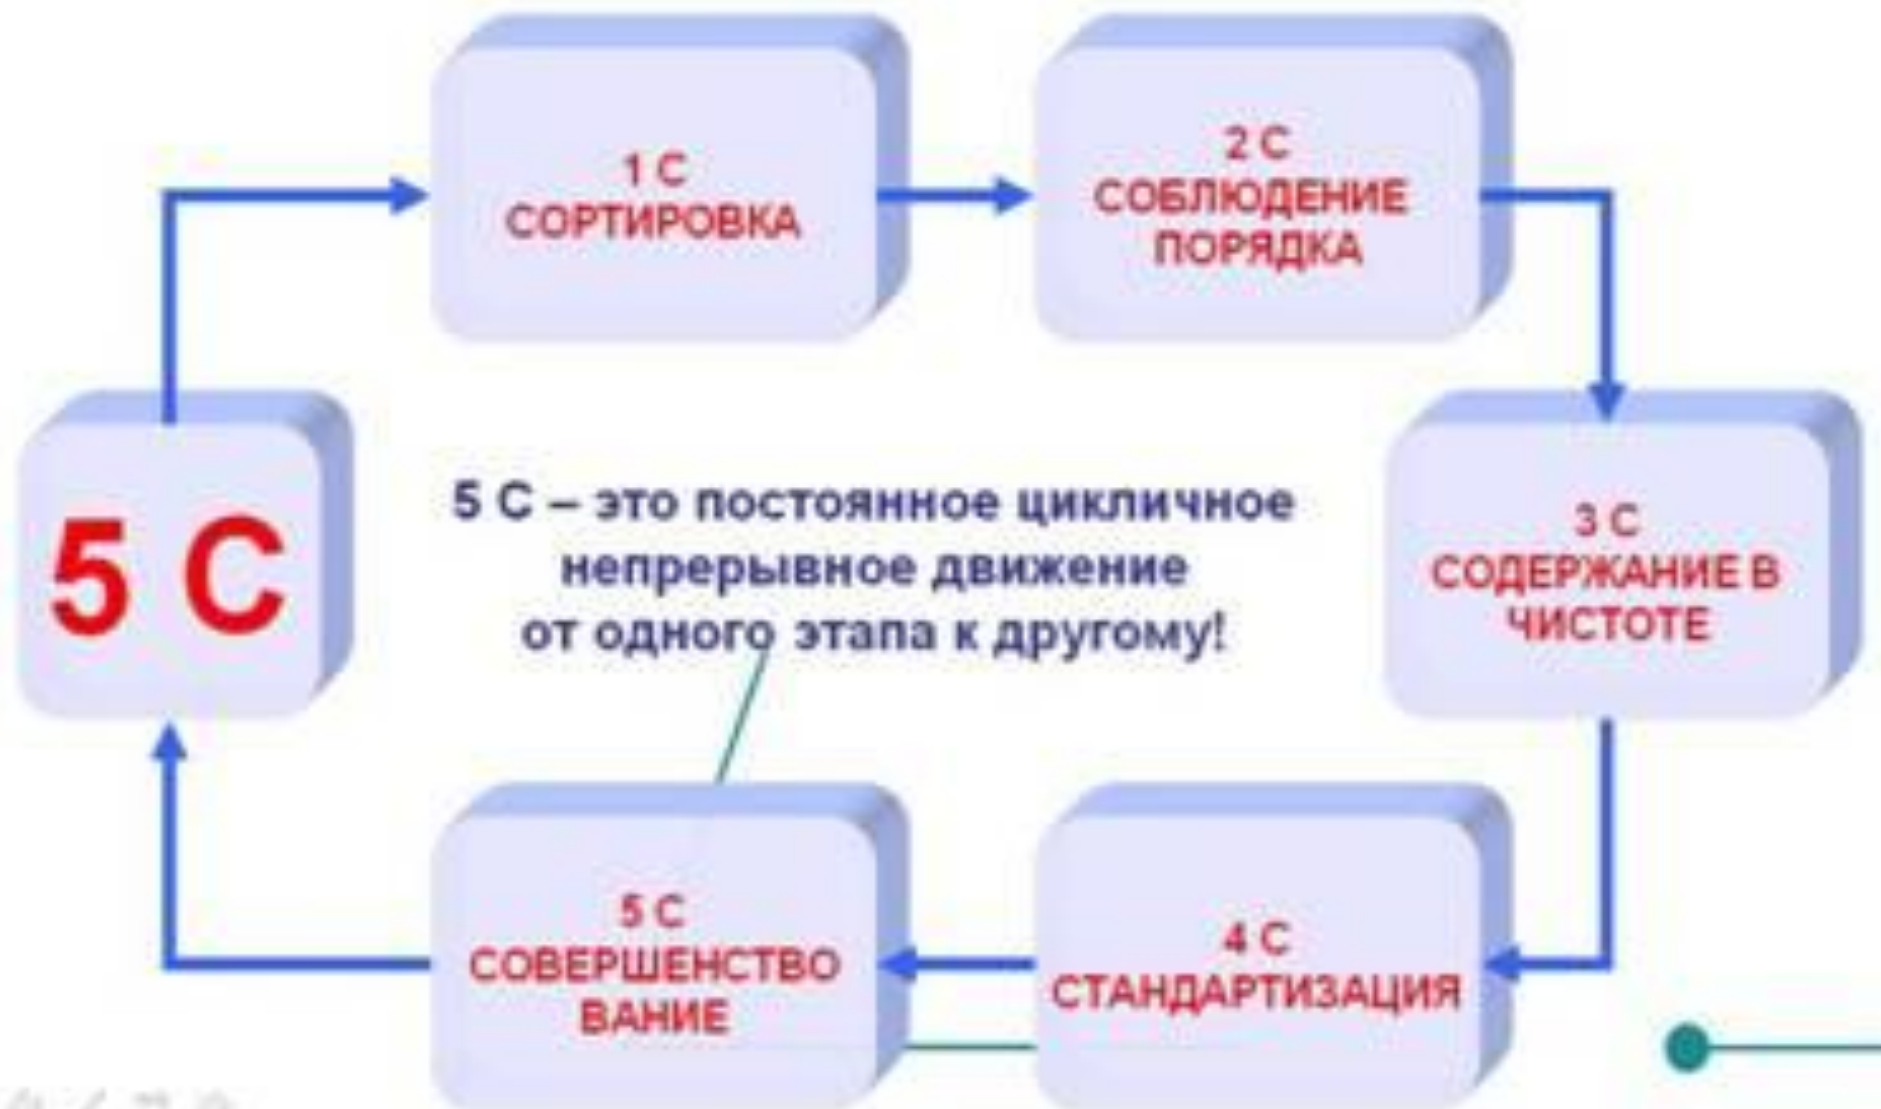 1 С
СОРТИРОВКА
2 С
СОБЛЮДЕНИЕ
ПОРЯДКА
5 С
5 С – это постоянное цикличное
непрерывное движение
от одного этапа к другому!
3 С
СОДЕРЖАНИЕ В
ЧИСТОТЕ
5 С
СОВЕРШЕНСТВО
ВАНИЕ
4 С
СТАНДАРТИЗАЦИЯ